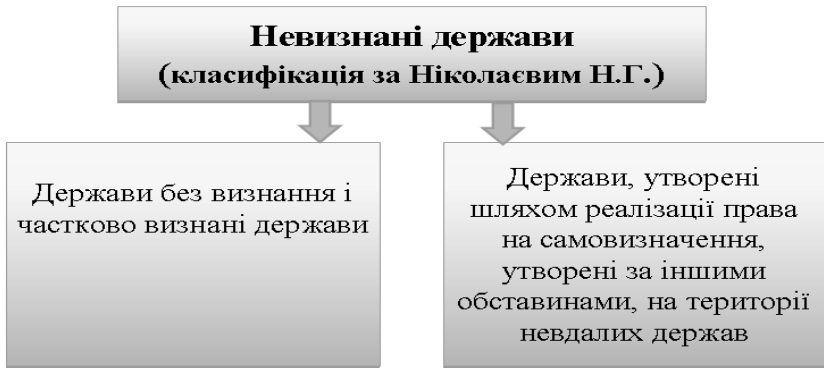 Невизнані держави
(класифікація за Ніколаєвим Н.Г.)
Держави без визнання і
частково визнані держави
Держави, утворені
шляхом реалізації права
на самовизначення,
утворені за іншими
обставинами, на території
невдалих держав